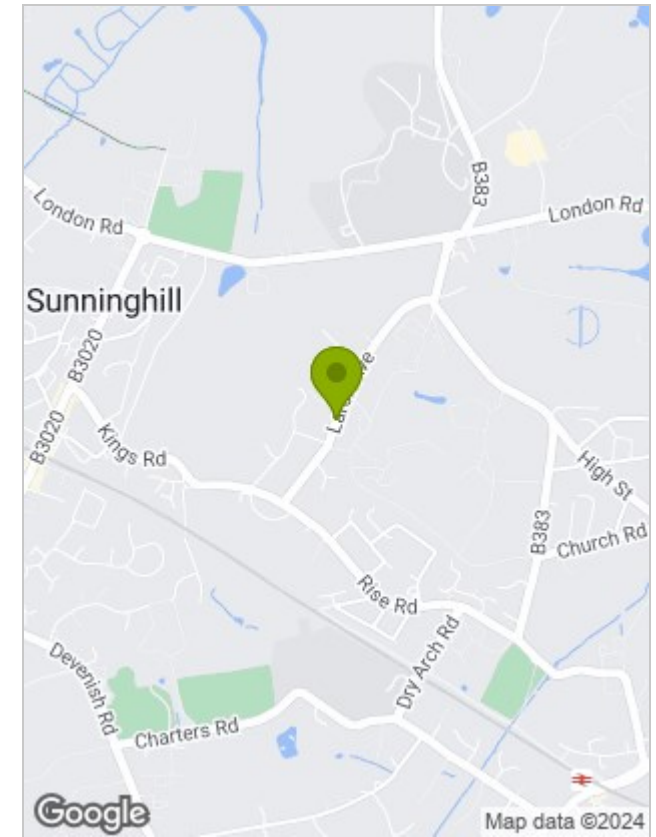 B383
London Rd
London Rd
Sunninghill
B3020
B3020
Kings Rd
High St
B383
Church Rd
Rise Rd
Dry Arch Rd
Devenish Rd
Charters Rd
Google
Map data ©2024